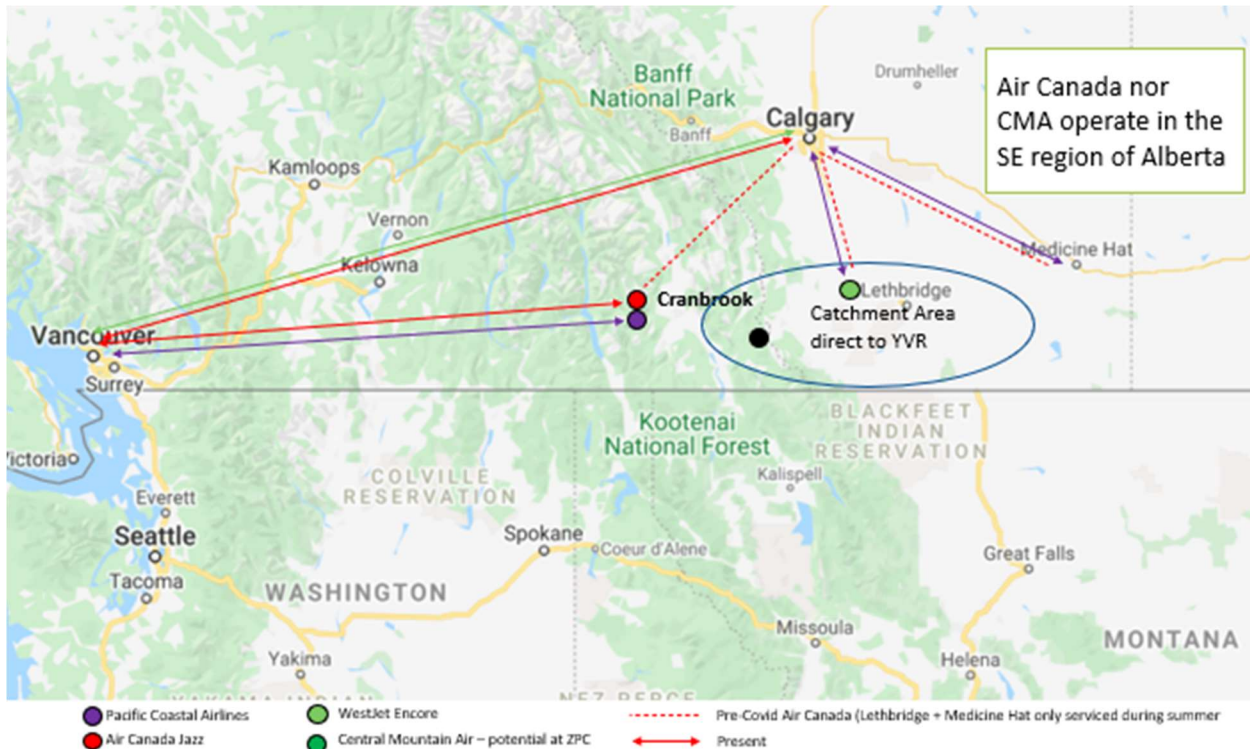 Banff
National Park
Drumheller
Air Canada nor
CMA operate in the
SE region of Alberta
Calgary
Banff
Kamloops
Vernon
Kelowna
Medicine Hat
Cranbrook
Lethbridge
Catchment Area
direct to YVR
Vancouver
Surrey
Victoria
Kootenai
National Forest
BLACKFEET
INDIAN
RESERVATION
Kalispell
COLVILLE
RESERVATION
Everett
Seattle
Spokane
Coeur d'Alene
Great Falls
Tacoma
WASHINGTON
Missoula
MONTANA
Yakima
Helena
YAKAMA INDIAN
NEZ PERCE
Pacific Coastal Airlines
WestJet Encore
Pre-Covid Air Canada (Lethbridge + Medicine Hat only serviced during summer
Air Canada Jazz
Central Mountain Air – potential at ZPC
Present